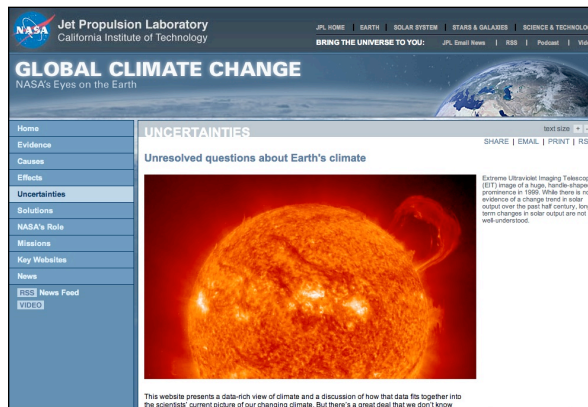 NASA
Jet Propulsion Laboratory
California Institute of Technology
JPL HOME | EARTH | SOLAR SYSTEM | STARS & GALAXIES | SCIENCE & TECHNOLOG
BRING THE UNIVERSE TO YOU: JPL Email News | RSS | Podcast | Vide
GLOBAL CLIMATE CHANGE
NASA's Eyes on the Earth
Home
Evidence
Causes
Effects
Uncertainties
Solutions
NASA's Role
Missions
Key Websites
News
RSS News Feed
VIDEO
UNCERTAINTIES
text size + -
SHARE | EMAIL | PRINT | RS
Unresolved questions about Earth's climate
Extreme Ultraviolet Imaging Telescop
(EIT) image of a huge, handle-shaped
prominence in 1999. While there is no
evidence of a change trend in solar
output over the past half century, long
term changes in solar output are not
well-understood.
This website presents a data-rich view of climate and a discussion of how that data fits together into
the scientists' current picture of our changing climate. But there's a great deal that we don't know